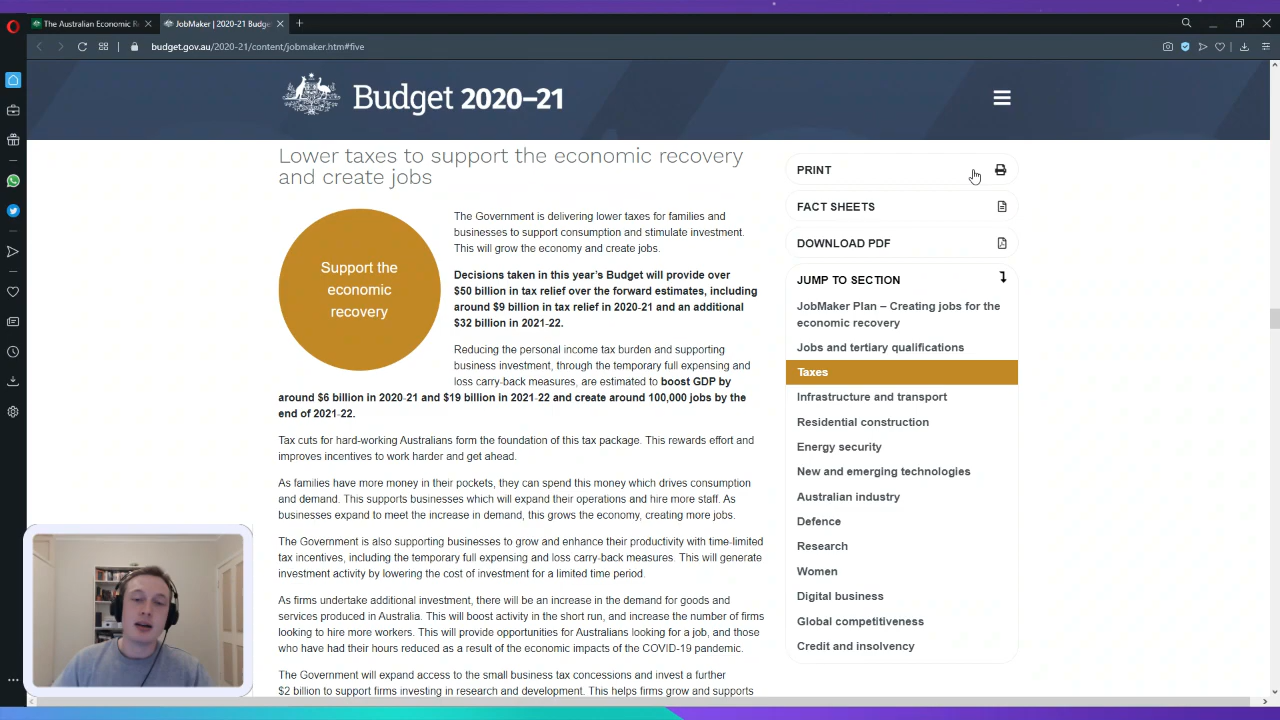 The Australian Economic R
JobMaker | 2020-21 Budge
budget.gov.au/2020-21/content/jobmaker.htm#five
Budget 2020–21
Lower taxes to support the economic recovery
and create jobs
Support the
economic
recovery
The Government is delivering lower taxes for families and
businesses to support consumption and stimulate investment.
This will grow the economy and create jobs.
Decisions taken in this year's Budget will provide over
$50 billion in tax relief over the forward estimates, including
around $9 billion in tax relief in 2020-21 and an additional
$32 billion in 2021-22.
Reducing the personal income tax burden and supporting
business investment, through the temporary full expensing and
loss carry-back measures, are estimated to boost GDP by
around $6 billion in 2020-21 and $19 billion in 2021-22 and create around 100,000 jobs by the
end of 2021-22.
Tax cuts for hard-working Australians form the foundation of this tax package. This rewards effort and
improves incentives to work harder and get ahead.
As families have more money in their pockets, they can spend this money which drives consumption
and demand. This supports businesses which will expand their operations and hire more staff. As
businesses expand to meet the increase in demand, this grows the economy, creating more jobs.
The Government is also supporting businesses to grow and enhance their productivity with time-limited
tax incentives, including the temporary full expensing and loss carry-back measures. This will generate
investment activity by lowering the cost of investment for a limited time period.
As firms undertake additional investment, there will be an increase in the demand for goods and
services produced in Australia. This will boost activity in the short run, and increase the number of firms
looking to hire more workers. This will provide opportunities for Australians looking for a job, and those
who have had their hours reduced as a result of the economic impacts of the COVID-19 pandemic.
The Government will expand access to the small business tax concessions and invest a further
$2 billion to support firms investing in research and development. This helps firms grow and supports
PRINT
FACT SHEETS
DOWNLOAD PDF
JUMP TO SECTION
JobMaker Plan – Creating jobs for the
economic recovery
Jobs and tertiary qualifications
Taxes
Infrastructure and transport
Residential construction
Energy security
New and emerging technologies
Australian industry
Defence
Research
Women
Digital business
Global competitiveness
Credit and insolvency